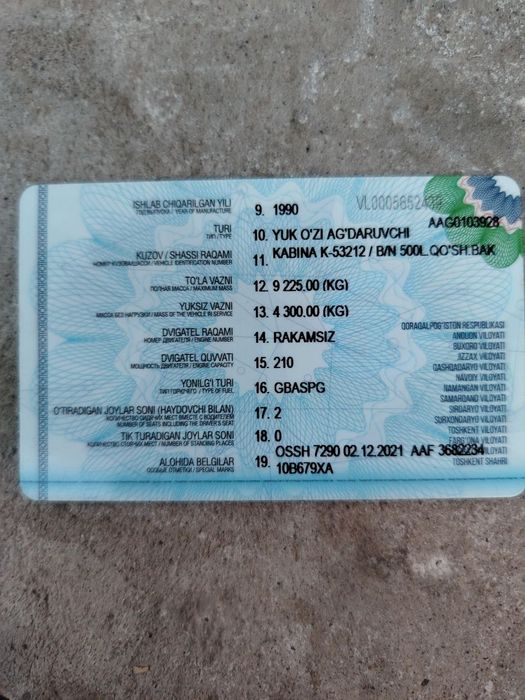 ISHLAB CHIQARILGAN YILI 9. 1990
ГОД ВЫПУСКА / YEAR OF MANUFACTURE
AAG0103928
TURI 10. YUK O'ZI AG'DARUVCHI
ТИП / TYPE
KUZOV / SHASSI RAQAMI 11. KABINA K-53212 / B/N 500L.QO'SH.BAK
НОМЕР КУЗОВА/ШАССИ / VEHICLE IDENTIFICATION NUMBER
TO'LA VAZNI 12. 9 225.00 (KG)
ПОЛНАЯ МАССА / MAXIMUM MASS
YUKSIZ VAZNI 13. 4 300.00 (KG)
МАССА БЕЗ НАГРУЗКИ / MASS OF THE VEHICLE IN SERVICE
DVIGATEL RAQAMI 14. RAKAMSIZ
НОМЕР ДВИГАТЕЛЯ / ENGINE NUMBER
DVIGATEL QUVVATI 15. 210
МОЩНОСТЬ ДВИГАТЕЛЯ / ENGINE CAPACITY
YONILG'I TURI 16. GBASPG
ТИП ГОРЮЧЕГО / TYPE OF FUEL
O'TIRADIGAN JOYLAR SONI (HAYDOVCHI BILAN) 17. 2
КОЛИЧЕСТВО СИДЯЧИХ МЕСТ ВМЕСТЕ С ВОДИТЕЛЕМ
NUMBER OF SEATS INCLUDING THE DRIVER'S SEAT
TIK TURADIGAN JOYLAR SONI 18. 0
КОЛИЧЕСТВО СТОЯЧИХ МЕСТ / NUMBER OF STANDING PLACES
ALOHIDA BELGILAR 19. OSSH 7290 02.12.2021 AAF 3682234
ОСОБЫЕ ОТМЕТКИ / SPECIAL MARKS 10B679XA
QORAQALPOG'ISTON RESPUBLIKASI
ANDIJON VILOYATI
BUXORO VILOYATI
JIZZAX VILOYATI
QASHQADARYO VILOYATI
NAVOIY VILOYATI
NAMANGAN VILOYATI
SAMARQAND VILOYATI
SIRDARYO VILOYATI
SURXONDARYO VILOYATI
TOSHKENT VILOYATI
FARG'ONA VILOYATI
VILOYATI
TOSHKENT SHAHRI